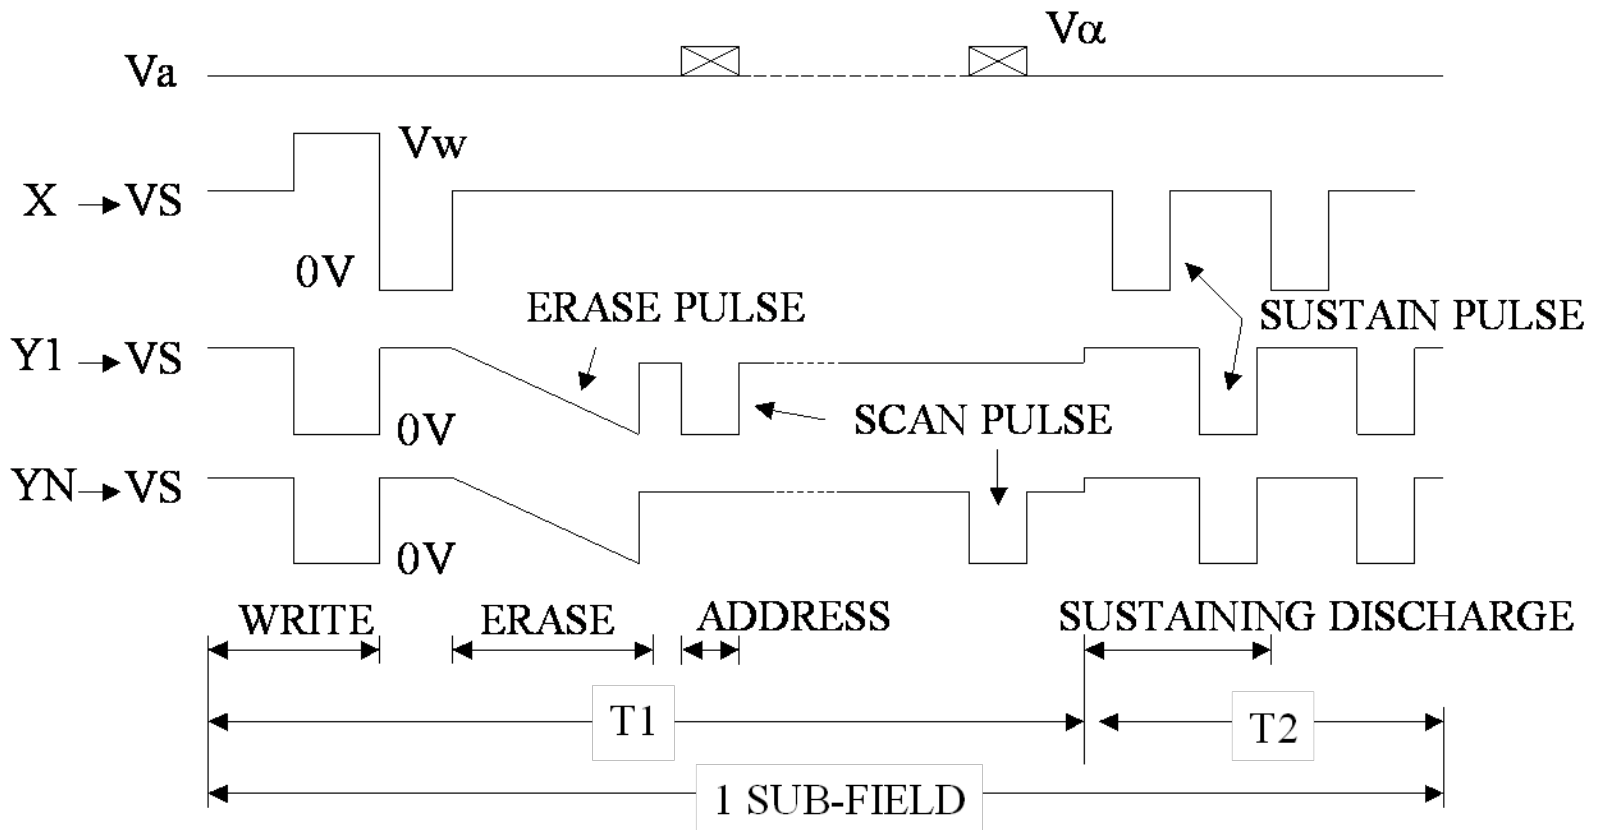 Vα
Va
Vw
X VS
0V
ERASE PULSE
SUSTAIN PULSE
Y1 VS
0V
SCAN PULSE
YN VS
0V
WRITE ERASE ADDRESS SUSTAINING DISCHARGE
T1 T2
1 SUB-FIELD